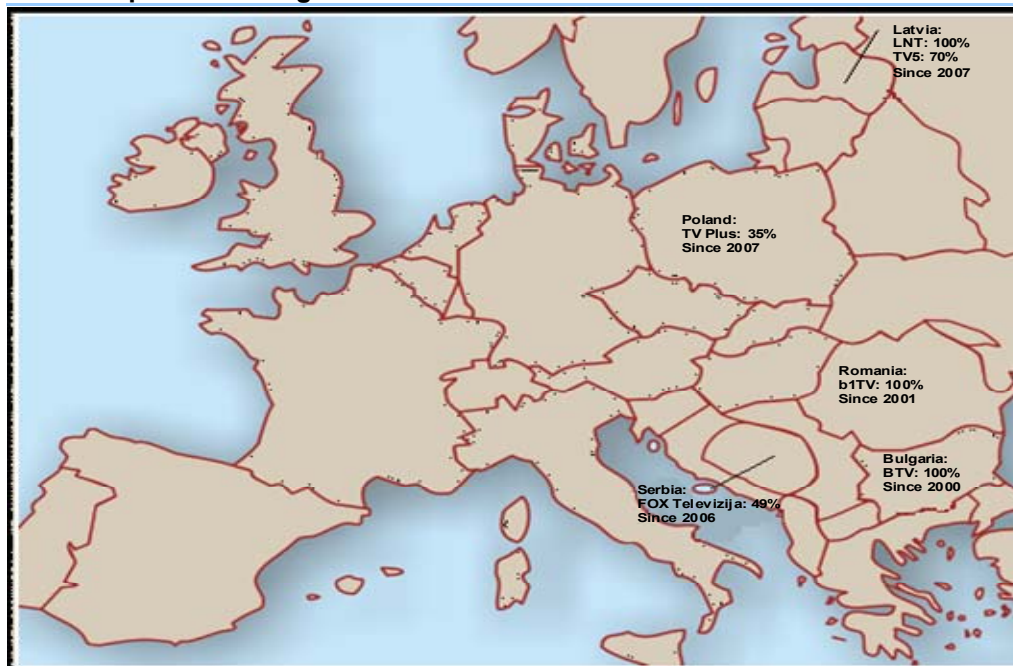 Latvia:
LNT: 100%
TV5: 70%
Since 2007
Poland:
TV Plus: 35%
Since 2007
Romania:
b1TV: 100%
Since 2001
Bulgaria:
BTV: 100%
Since 2000
Serbia:
FOX Televizija: 49%
Since 2006